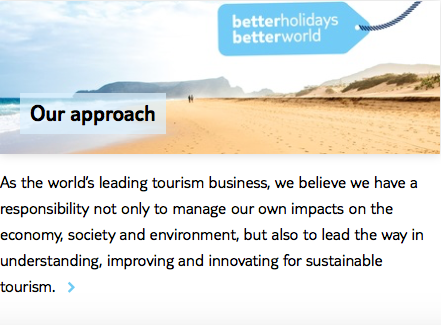 betterholidays
betterworld
Our approach
As the world's leading tourism business, we believe we have a
responsibility not only to manage our own impacts on the
economy, society and environment, but also to lead the way in
understanding, improving and innovating for sustainable
tourism.